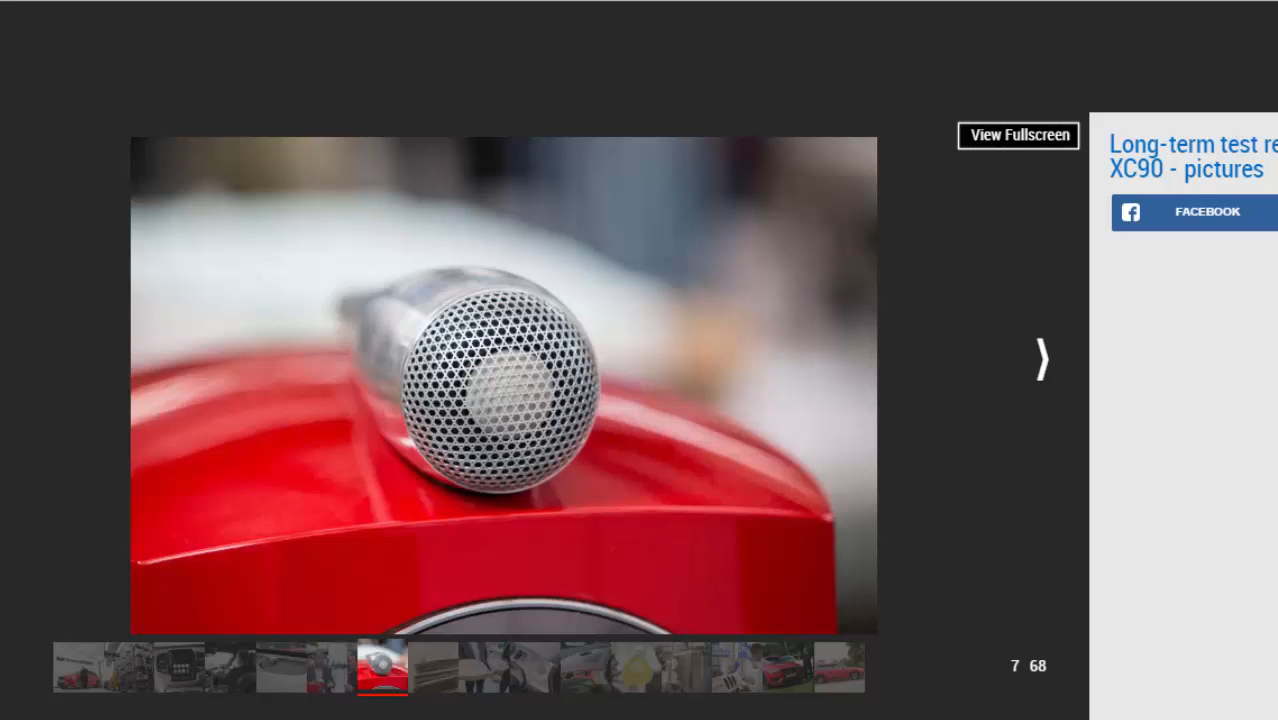 View Fullscreen
Long-term test re
XC90 - pictures
FACEBOOK
7 68